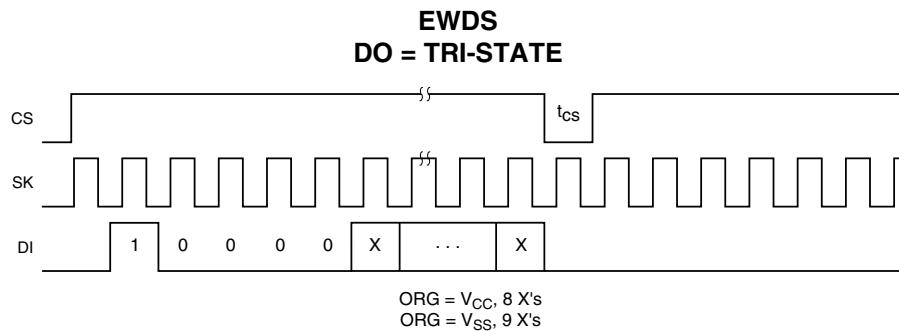 EWDS
DO = TRI-STATE
CS
tCS
SK
DI 1 0 0 0 0 X · · · X
ORG = VCC, 8 X's
ORG = VSS, 9 X's